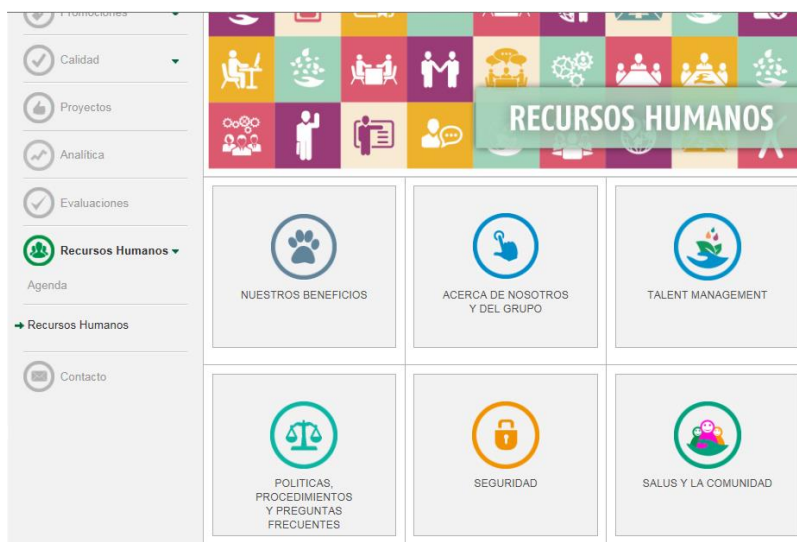 Promociones
Calidad
Proyectos
Analítica
Evaluaciones
Recursos Humanos
Agenda
Recursos Humanos
Contacto
RECURSOS HUMANOS
NUESTROS BENEFICIOS
ACERCA DE NOSOTROS
Y DEL GRUPO
TALENT MANAGEMENT
POLITICAS,
PROCEDIMIENTOS
Y PREGUNTAS
FRECUENTES
SEGURIDAD
SALUS Y LA COMUNIDAD